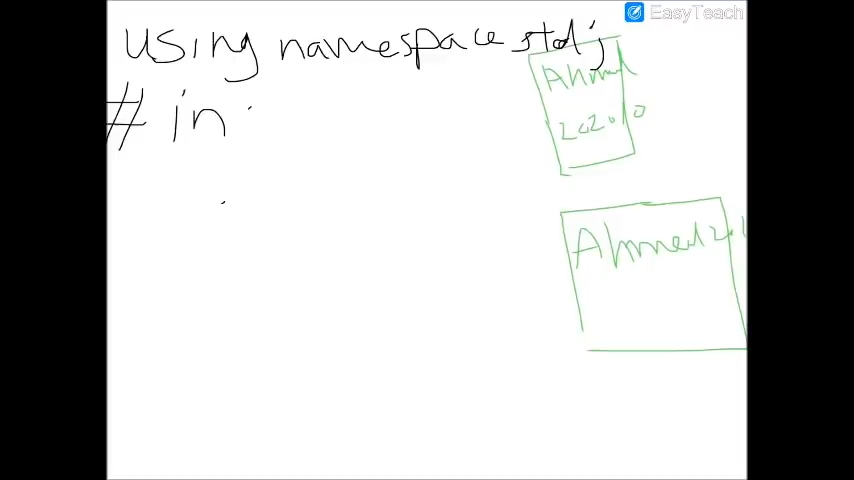 EasyTeach
using namespace std;
# in
Ahmed
Ahmed